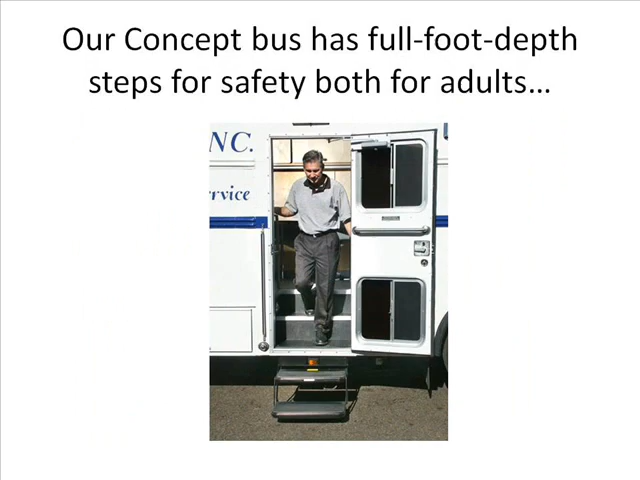 Our Concept bus has full-foot-depth
steps for safety both for adults…
NC.
rvice